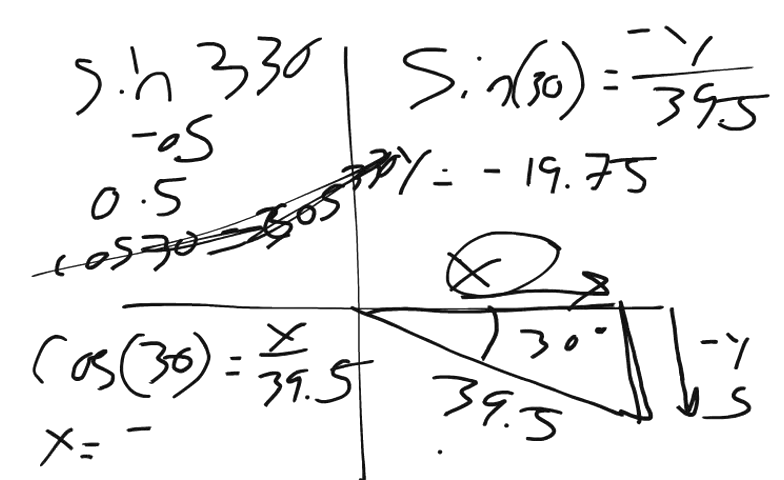 sin 330
-0.5
0.5
cos30 =
Sin(30) = -Y/39.5
Y = -19.75
X
Cos(30) = X/39.5
X = -
30°
39.5
-Y
S